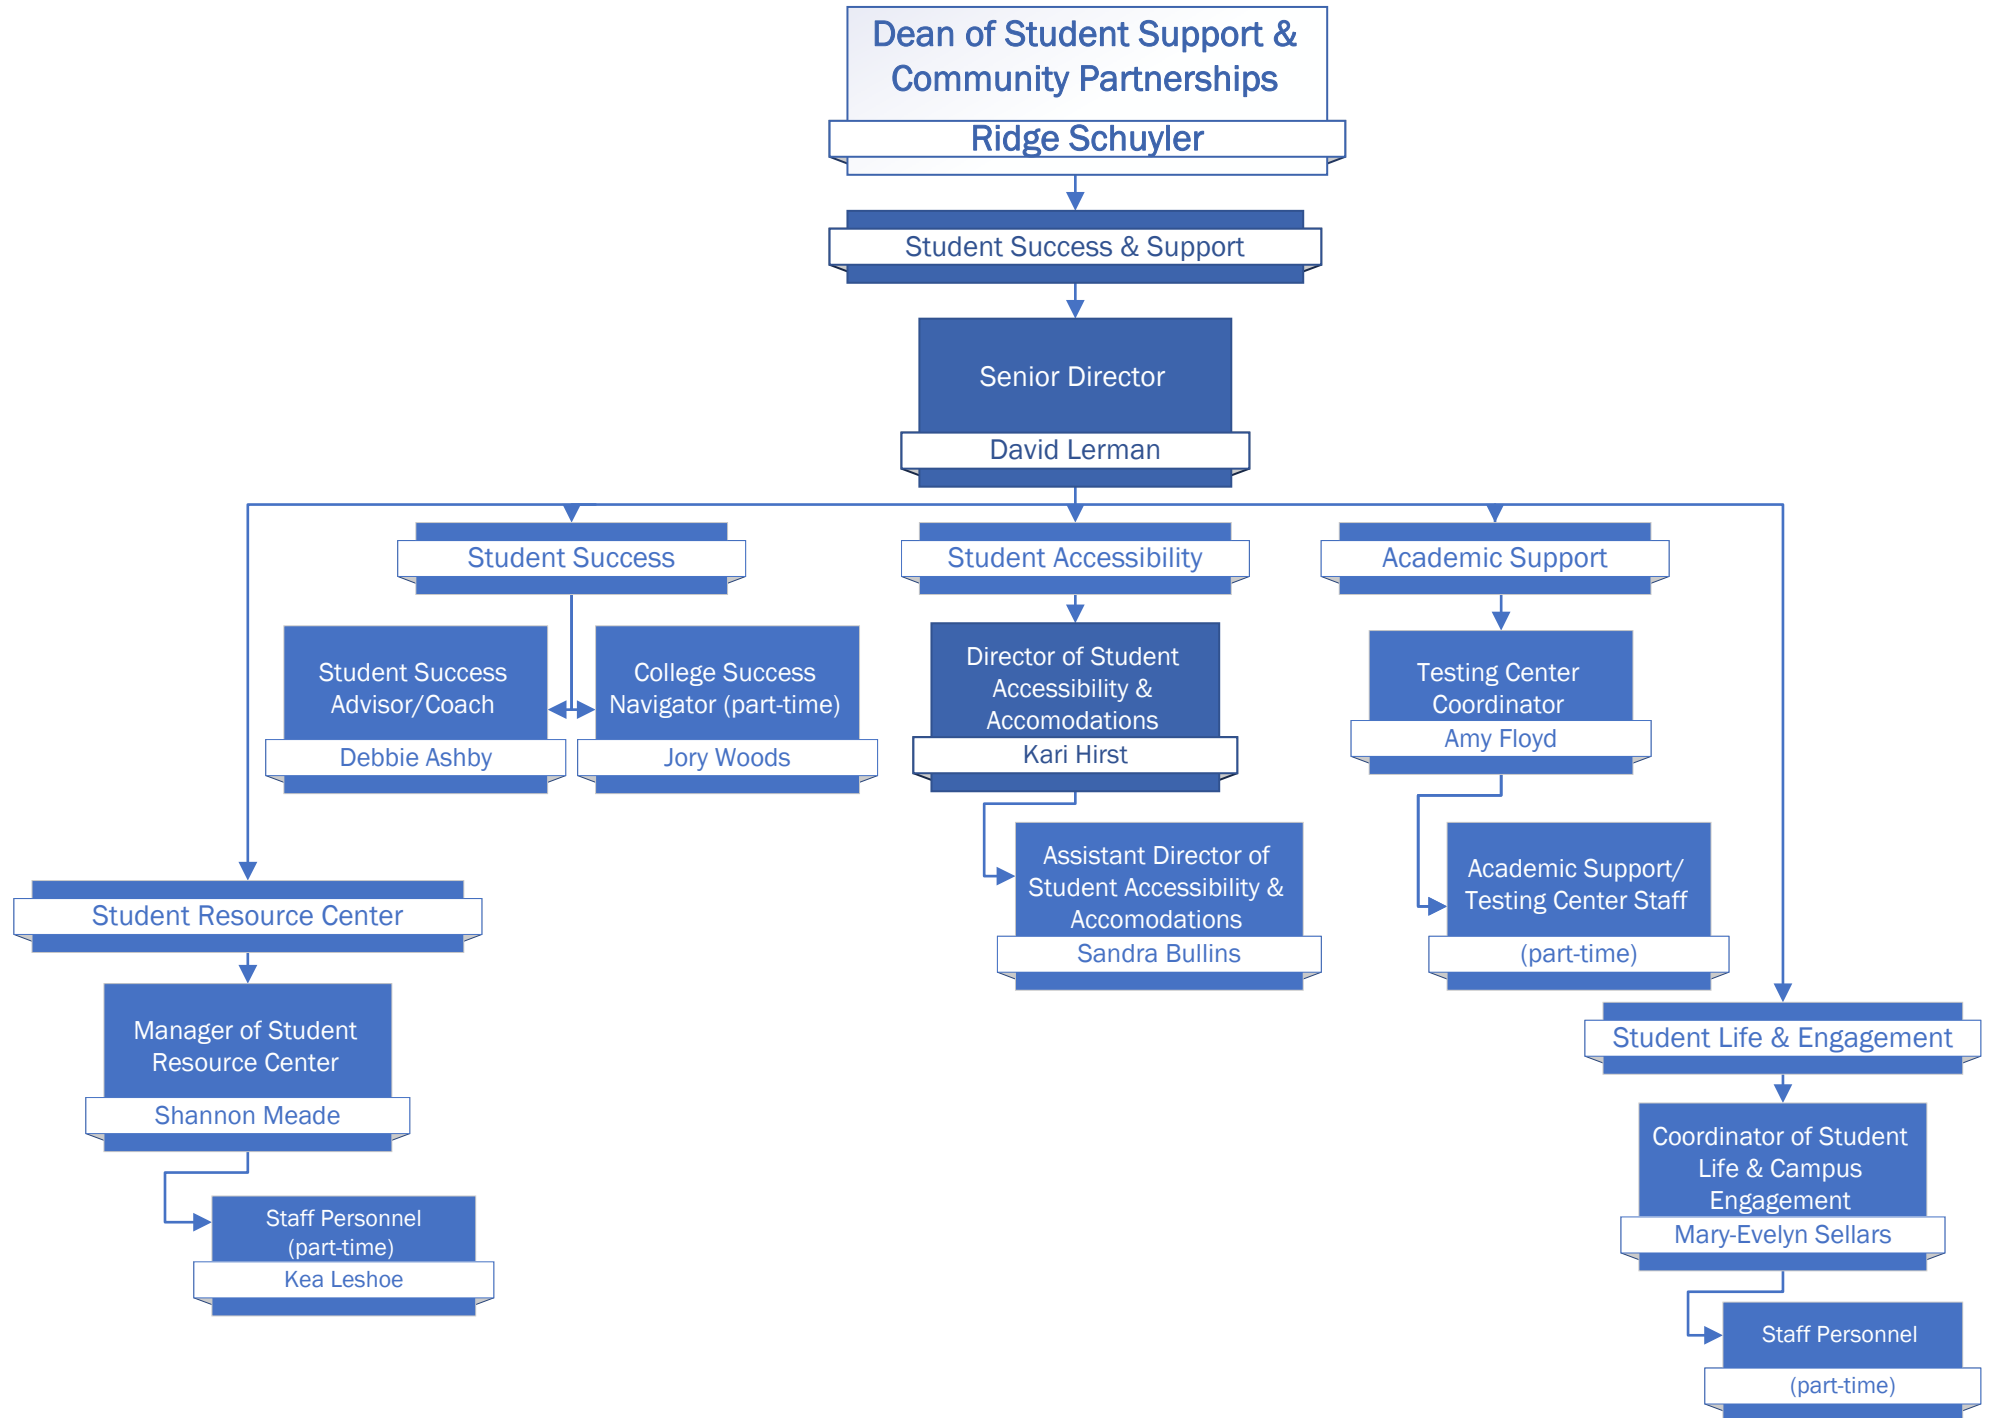 Dean of Student Support &
Community Partnerships
Ridge Schuyler
Student Success & Support
Senior Director
David Lerman
Student Success
Student Accessibility
Academic Support
Student Success
Advisor/Coach
Debbie Ashby
College Success
Navigator (part-time)
Jory Woods
Director of Student
Accessibility &
Accomodations
Kari Hirst
Testing Center
Coordinator
Amy Floyd
Assistant Director of
Student Accessibility &
Accomodations
Sandra Bullins
Academic Support/
Testing Center Staff
(part-time)
Student Resource Center
Manager of Student
Resource Center
Shannon Meade
Staff Personnel
(part-time)
Kea Leshoe
Student Life & Engagement
Coordinator of Student
Life & Campus
Engagement
Mary-Evelyn Sellars
Staff Personnel
(part-time)